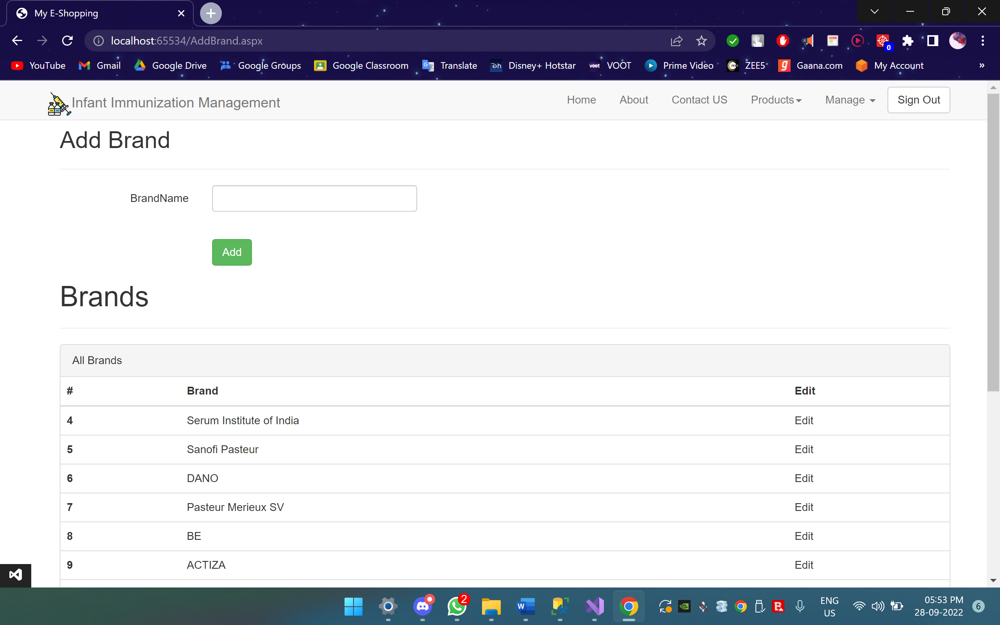 My E-Shopping
localhost:65534/AddBrand.aspx
0
YouTube Gmail Google Drive Google Groups Google Classroom Translate Disney+ Hotstar VOOT Prime Video ZEE5 Gaana.com My Account »
Infant Immunization Management Home About Contact US Products Manage Sign Out
Add Brand
BrandName
Add
Brands
All Brands
# Brand Edit
4 Serum Institute of India Edit
5 Sanofi Pasteur Edit
6 DANO Edit
7 Pasteur Merieux SV Edit
8 BE Edit
9 ACTIZA Edit
2
ENG
US
05:53 PM
28-09-2022
6